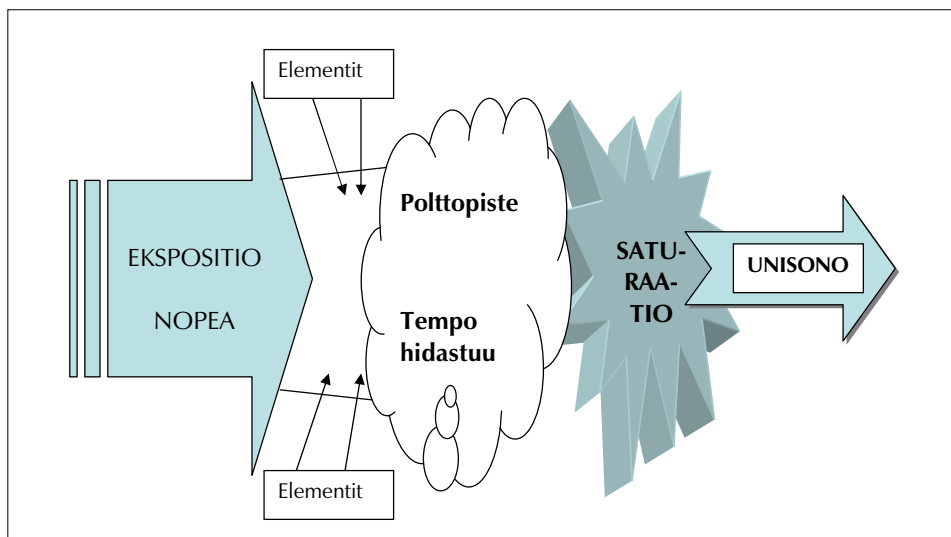 Elementit
EKSPOSITIO
NOPEA
Polttopiste
Tempo
hidastuu
SATU-
RAA-
TIO
UNISONO
Elementit